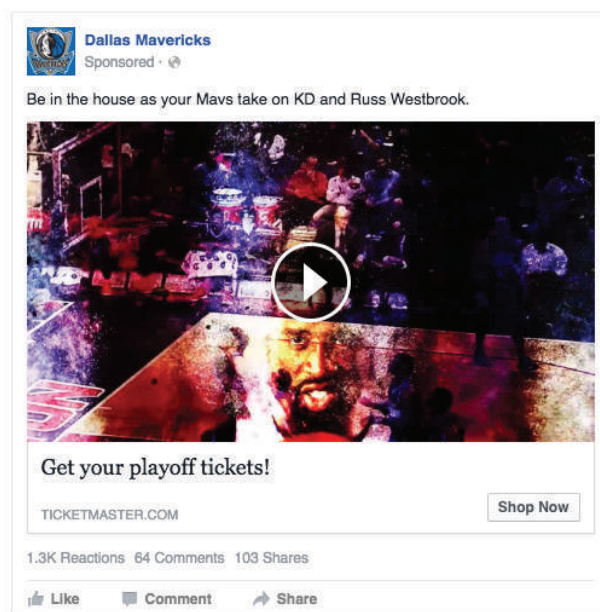 Dallas Mavericks
Sponsored ·
Be in the house as your Mavs take on KD and Russ Westbrook.
Get your playoff tickets!
TICKETMASTER.COM
Shop Now
1.3K Reactions 64 Comments 103 Shares
Like Comment Share